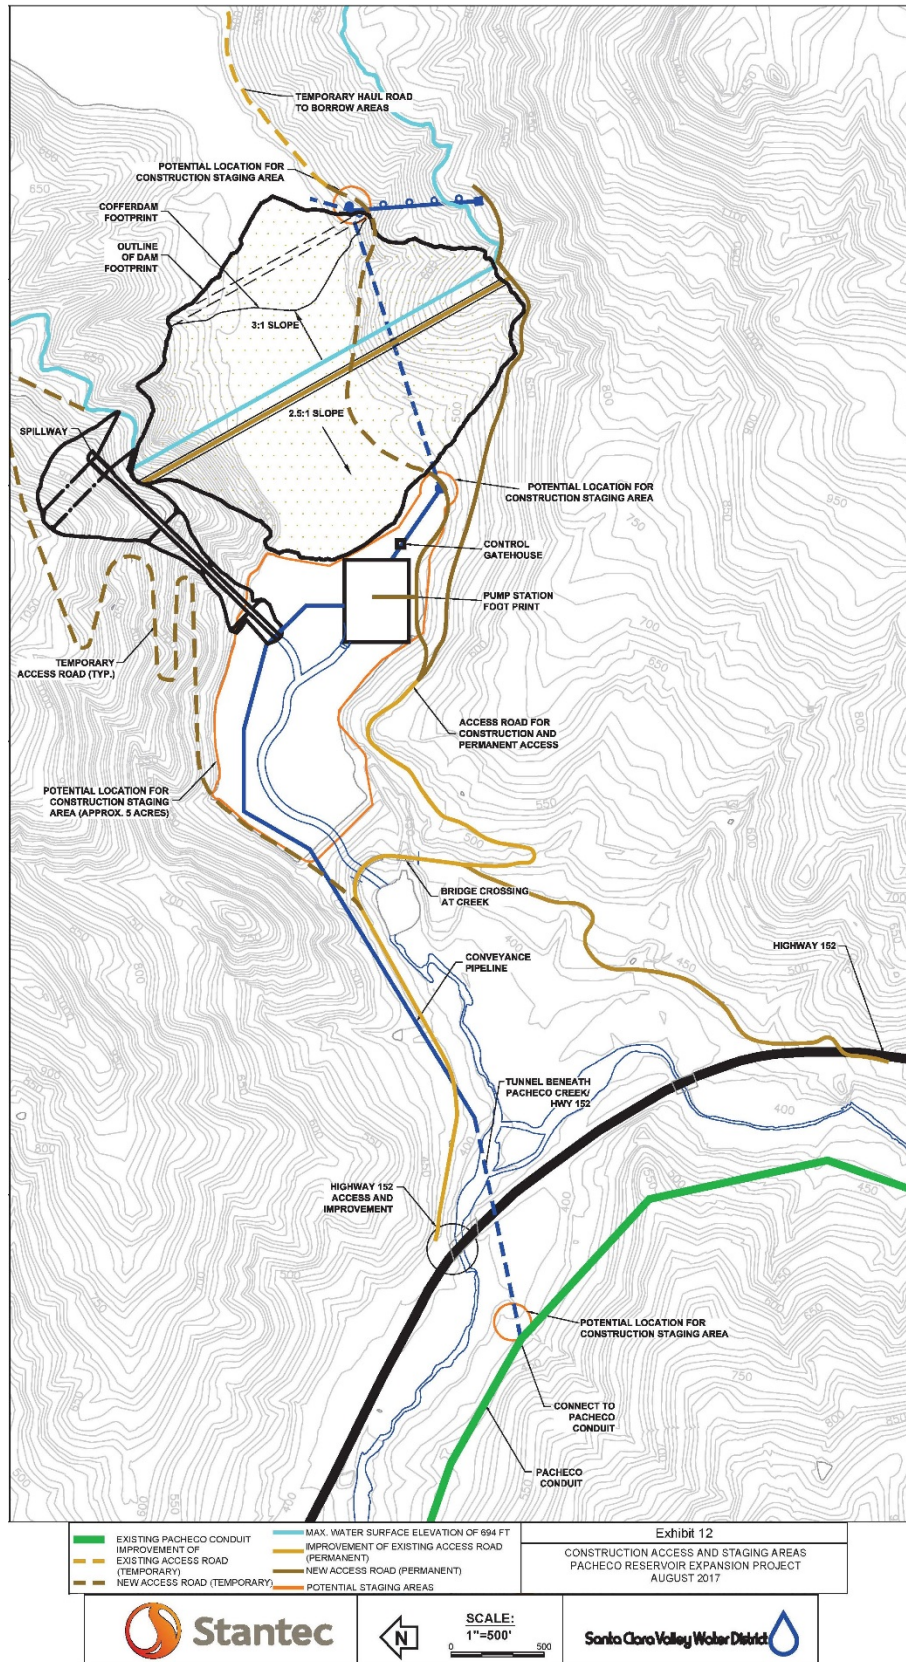 TEMPORARY HAUL ROAD
TO BORROW AREAS
POTENTIAL LOCATION FOR
CONSTRUCTION STAGING AREA
COFFERDAM
FOOTPRINT
OUTLINE
OF DAM
FOOTPRINT
3:1 SLOPE
2.5:1 SLOPE
SPILLWAY
POTENTIAL LOCATION FOR
CONSTRUCTION STAGING AREA
CONTROL
GATEHOUSE
PUMP STATION
FOOT PRINT
TEMPORARY
ACCESS ROAD (TYP.)
ACCESS ROAD FOR
CONSTRUCTION AND
PERMANENT ACCESS
POTENTIAL LOCATION FOR
CONSTRUCTION STAGING
AREA (APPROX. 5 ACRES)
BRIDGE CROSSING
AT CREEK
HIGHWAY 152
CONVEYANCE
PIPELINE
TUNNEL BENEATH
PACHECO CREEK/
HWY 152
HIGHWAY 152
ACCESS AND
IMPROVEMENT
POTENTIAL LOCATION FOR
CONSTRUCTION STAGING AREA
CONNECT TO
PACHECO
CONDUIT
PACHECO
CONDUIT
EXISTING PACHECO CONDUIT
IMPROVEMENT OF
EXISTING ACCESS ROAD
(TEMPORARY)
NEW ACCESS ROAD (TEMPORARY)
MAX. WATER SURFACE ELEVATION OF 694 FT
IMPROVEMENT OF EXISTING ACCESS ROAD
(PERMANENT)
NEW ACCESS ROAD (PERMANENT)
POTENTIAL STAGING AREAS
Exhibit 12
CONSTRUCTION ACCESS AND STAGING AREAS
PACHECO RESERVOIR EXPANSION PROJECT
AUGUST 2017
Stantec
N
SCALE:
1"=500'
0 500
Santa Clara Valley Water District